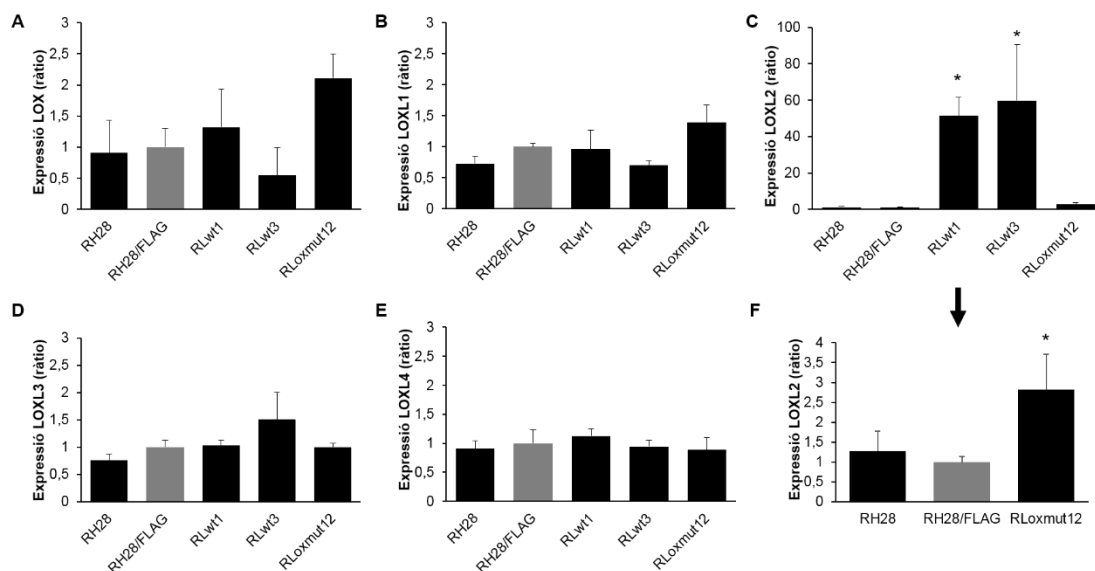 A
Expressió LOX (ràtio)
3
2,5
2
1,5
1
0,5
0
RH28
RH28/FLAG
RLwt1
RLwt3
RLoxmut12
B
Expressió LOXL1 (ràtio)
3
2,5
2
1,5
1
0,5
0
RH28
RH28/FLAG
RLwt1
RLwt3
RLoxmut12
C
Expressió LOXL2 (ràtio)
100
80
60
40
20
0
*
*
RH28
RH28/FLAG
RLwt1
RLwt3
RLoxmut12
D
Expressió LOXL3 (ràtio)
3
2,5
2
1,5
1
0,5
0
RH28
RH28/FLAG
RLwt1
RLwt3
RLoxmut12
E
Expressió LOXL4 (ràtio)
3
2,5
2
1,5
1
0,5
0
RH28
RH28/FLAG
RLwt1
RLwt3
RLoxmut12
F
Expressió LOXL2 (ràtio)
4
3,5
3
2,5
2
1,5
1
0,5
0
*
RH28
RH28/FLAG
RLoxmut12